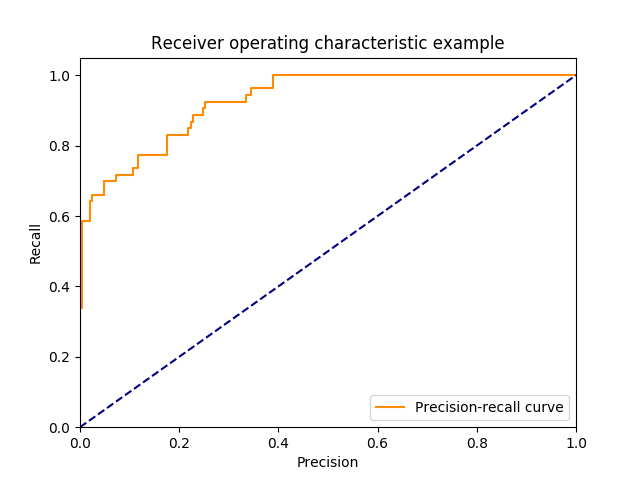 Receiver operating characteristic example
1.0
0.8
0.6
0.4
0.2
0.0
Recall
0.0 0.2 0.4 0.6 0.8 1.0
Precision
Precision-recall curve